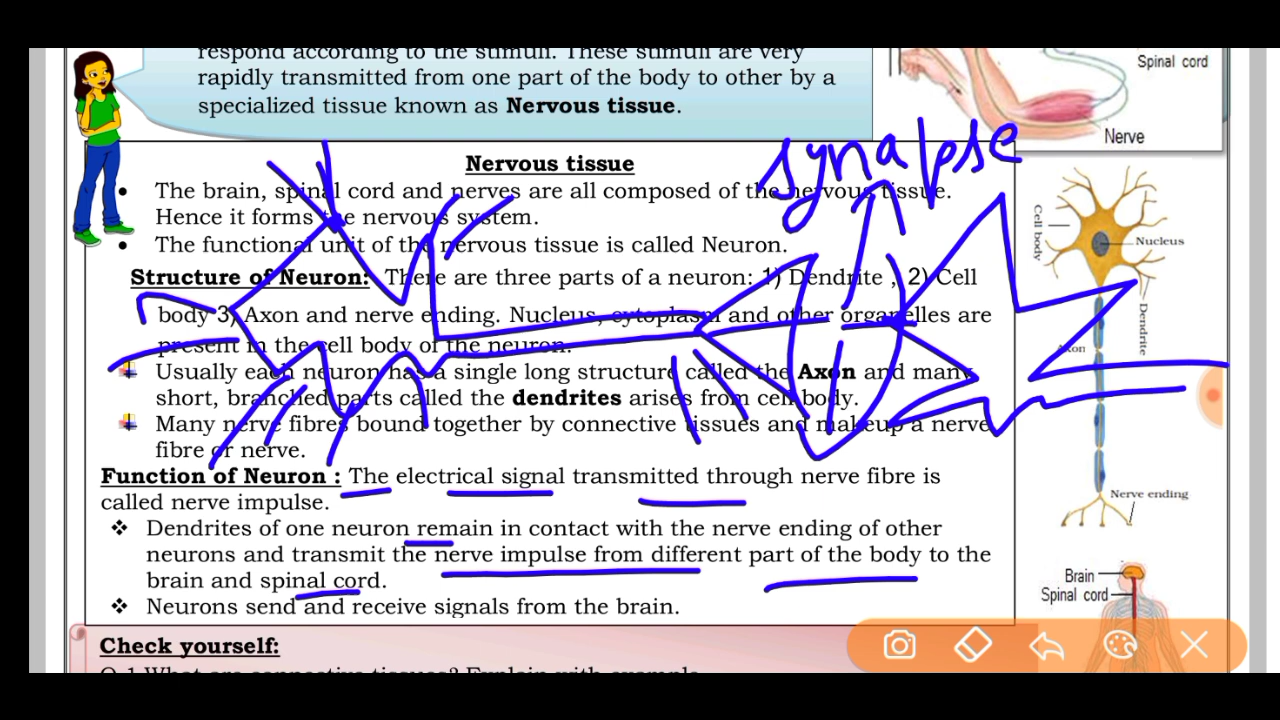 respond according to the stimuli. These stimuli are very
rapidly transmitted from one part of the body to other by a
specialized tissue known as Nervous tissue.
Spinal cord
Nerve
synapse
Nervous tissue
• The brain, spinal cord and nerves are all composed of the nervous tissue.
Hence it forms the nervous system.
• The functional unit of the nervous tissue is called Neuron.
Structure of Neuron: There are three parts of a neuron: 1) Dendrite , 2) Cell
body 3) Axon and nerve ending. Nucleus, cytoplasm and other organelles are
present in the cell body of the neuron.
Usually each neuron has a single long structure called the Axon and many
short, branched parts called the dendrites arises from cell body.
Many nerve fibres bound together by connective tissues and makeup a nerve
fibre or nerve.
Function of Neuron : The electrical signal transmitted through nerve fibre is
called nerve impulse.
❖ Dendrites of one neuron remain in contact with the nerve ending of other
neurons and transmit the nerve impulse from different part of the body to the
brain and spinal cord.
❖ Neurons send and receive signals from the brain.
Cell body
Nucleus
Dendrite
Axon
Nerve ending
Brain
Spinal cord
Check yourself:
Q.1 What are connective tissues? Explain with example.